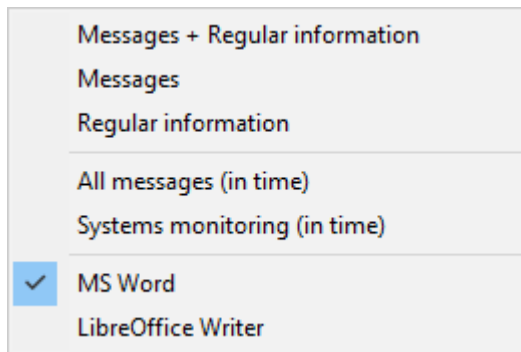 Messages + Regular information
Messages
Regular information
All messages (in time)
Systems monitoring (in time)
MS Word
LibreOffice Writer